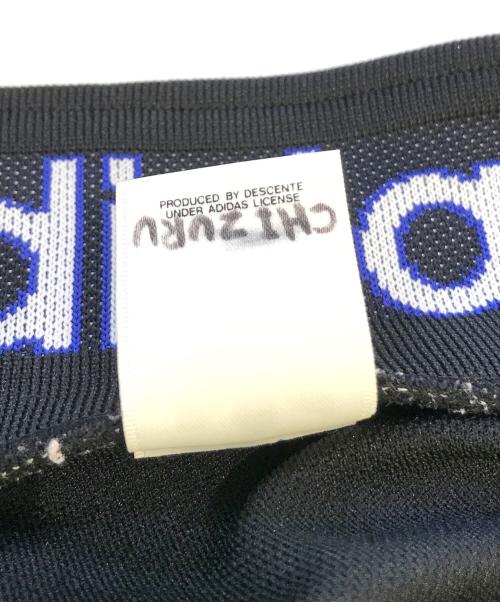 PRODUCED BY DESCENTE
UNDER ADIDAS LICENSE
CHIZURU